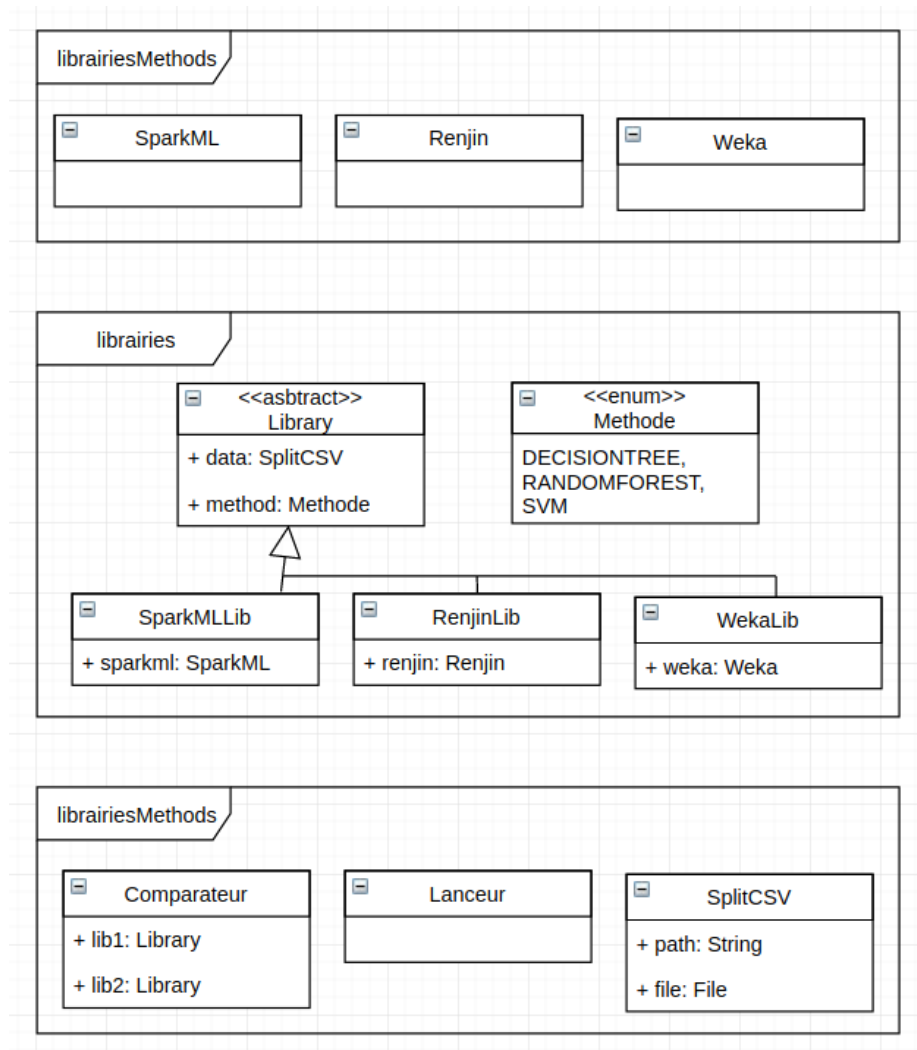 librairiesMethods
SparkML
Renjin
Weka
librairies
<<asbtract>>
Library
+ data: SplitCSV
+ method: Methode
<<enum>>
Methode
DECISIONTREE,
RANDOMFOREST,
SVM
SparkMLLib
+ sparkml: SparkML
RenjinLib
+ renjin: Renjin
WekaLib
+ weka: Weka
librairiesMethods
Comparateur
+ lib1: Library
+ lib2: Library
Lanceur
SplitCSV
+ path: String
+ file: File